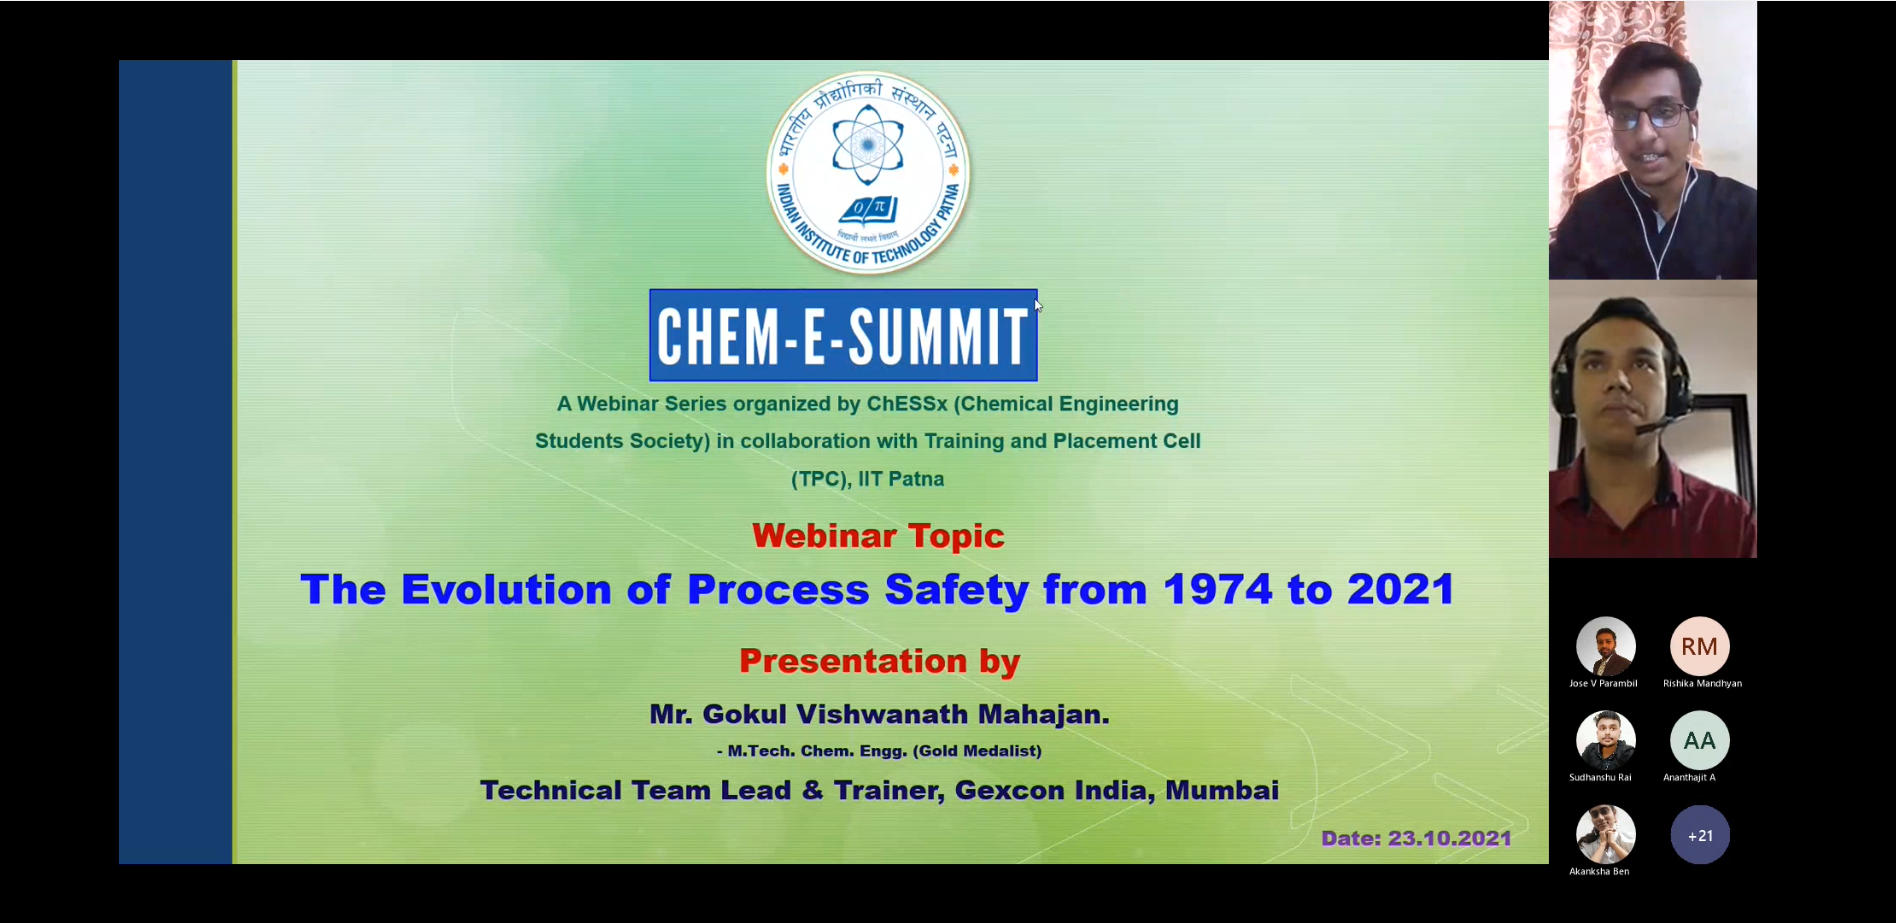 भारतीय प्रौद्योगिकी संस्थान पटना
INDIAN INSTITUTE OF TECHNOLOGY PATNA
0/π
विद्यार्थी लभते विद्याम्
CHEM-E-SUMMIT
A Webinar Series organized by ChESSx (Chemical Engineering
Students Society) in collaboration with Training and Placement Cell
(TPC), IIT Patna
Webinar Topic
The Evolution of Process Safety from 1974 to 2021
Presentation by
Mr. Gokul Vishwanath Mahajan.
- M.Tech. Chem. Engg. (Gold Medalist)
Technical Team Lead & Trainer, Gexcon India, Mumbai
Date: 23.10.2021
RM
Jose V Parambil
Rishika Mandhyan
AA
Sudhanshu Rai
Ananthajit A
+21
Akanksha Ben